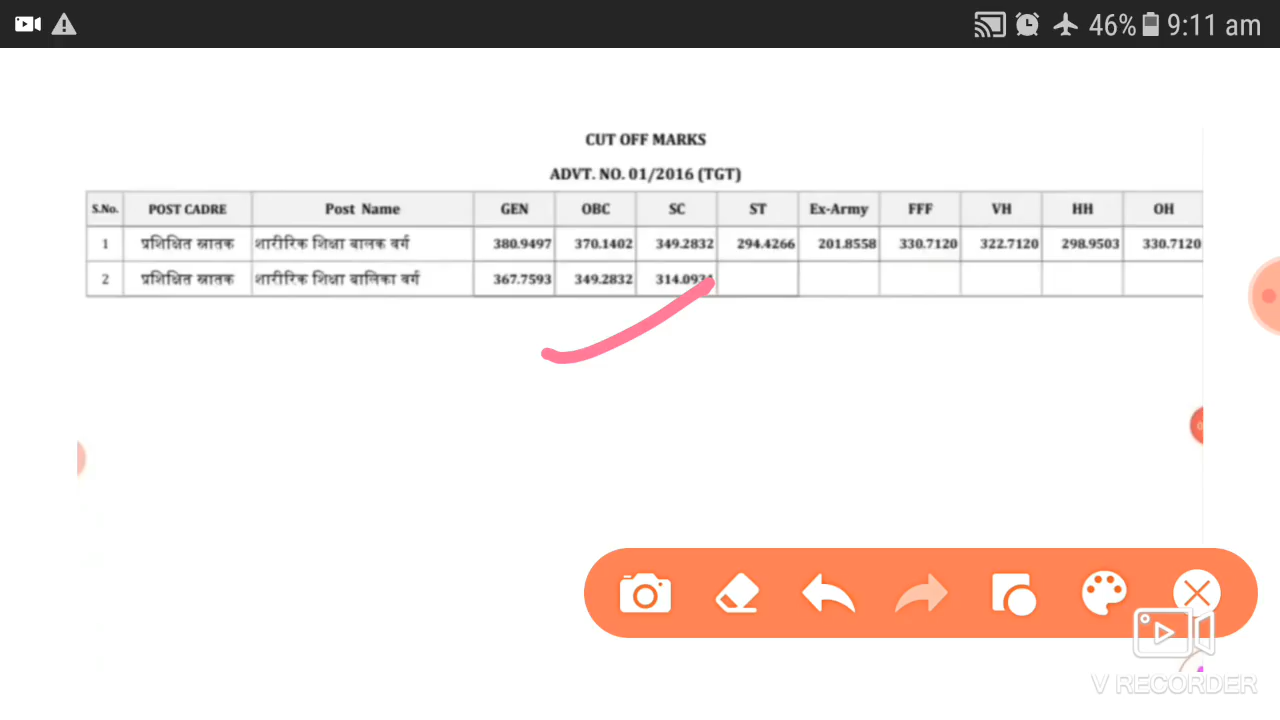 46% 9:11 am
CUT OFF MARKS
ADVT. NO. 01/2016 (TGT)
S.No. POST CADRE Post Name GEN OBC SC ST Ex-Army FFF VH HH OH
1 प्रशिक्षित स्नातक शारीरिक शिक्षा बालक वर्ग 380.9497 370.1402 349.2832 294.4266 201.8558 330.7120 322.7120 298.9503 330.7120
2 प्रशिक्षित स्नातक शारीरिक शिक्षा बालिका वर्ग 367.7593 349.2832
V RECORDER